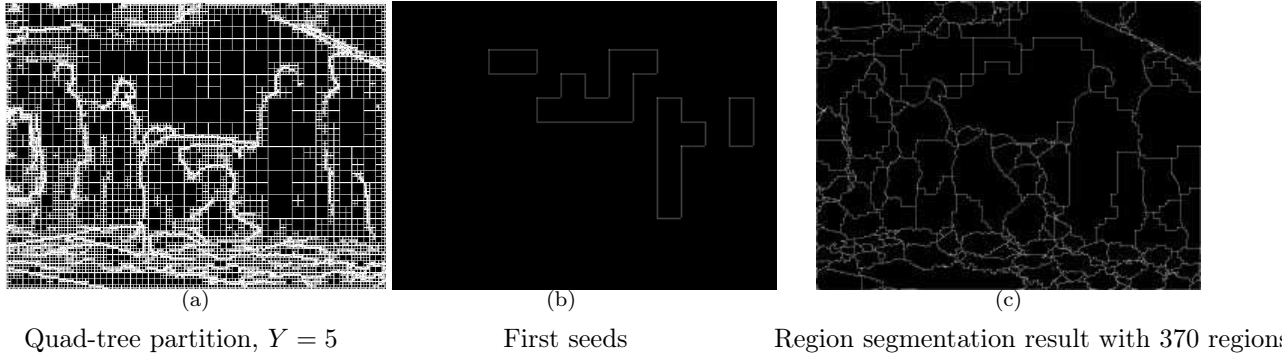 (a)
(b)
(c)
Quad-tree partition, Y = 5
First seeds
Region segmentation result with 370 regions